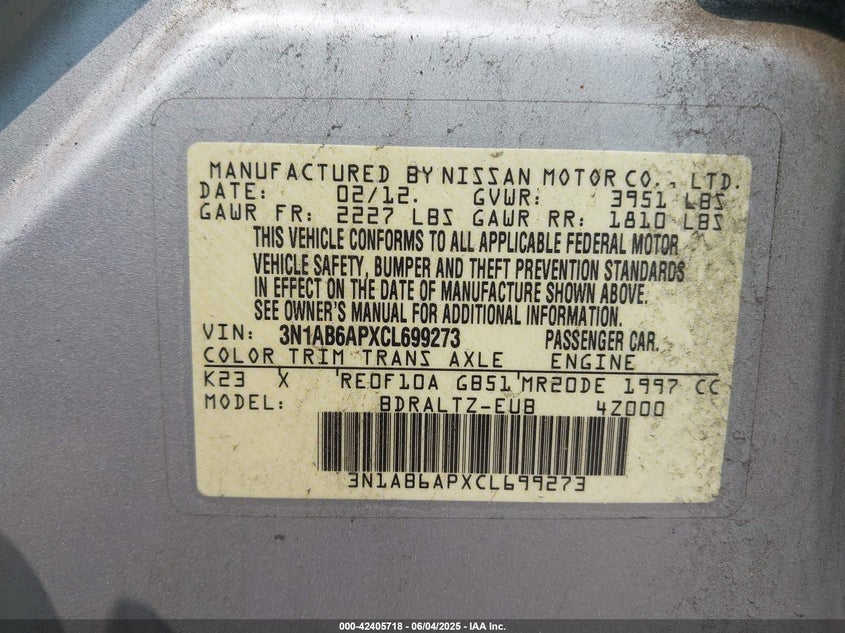 MANUFACTURED BY NISSAN MOTOR CO., LTD.
DATE: 02/12. GVWR: 3951 LBS
GAWR FR: 2227 LBS GAWR RR: 1810 LBS
THIS VEHICLE CONFORMS TO ALL APPLICABLE FEDERAL MOTOR
VEHICLE SAFETY, BUMPER AND THEFT PREVENTION STANDARDS
IN EFFECT ON THE DATE OF MANUFACTURE SHOWN ABOVE.
SEE OWNER'S MANUAL FOR ADDITIONAL INFORMATION.
VIN: 3N1AB6APXCL699273 PASSENGER CAR.
COLOR TRIM TRANS AXLE ENGINE
K23 X RE0F10A GB51 MR20DE 1997 CC
MODEL: BDRALTZ-EUB 4Z000
3N1AB6APXCL699273
000-42405718 - 06/04/2025 - IAA Inc.